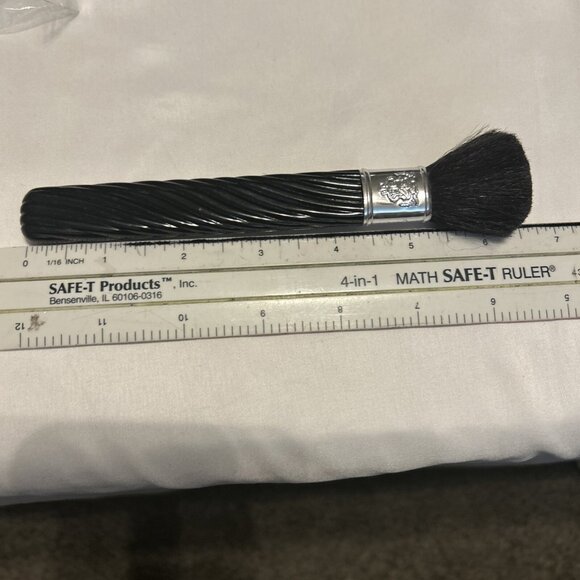 0 1/16 INCH 1 2 3 4 5 6 7
SAFE-T Products™, Inc.
Bensenville, IL 60106-0316
4-in-1 MATH SAFE-T RULER®
12 11 10 9 8 7 6 5